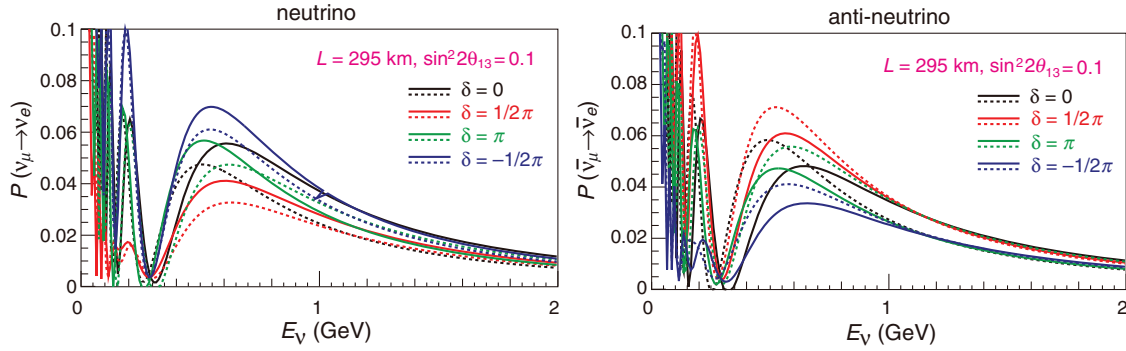 neutrino
P (νμ→νe)
0.1
0.08
0.06
0.04
0.02
0
L = 295 km, sin²2θ₁₃=0.1
δ = 0
δ = 1/2π
δ = π
δ = −1/2π
1
2
Eν (GeV)
anti-neutrino
P (ν̄μ→ν̄e)
0.1
0.08
0.06
0.04
0.02
0
L = 295 km, sin²2θ₁₃=0.1
δ = 0
δ = 1/2π
δ = π
δ = −1/2π
0
1
2
Eν (GeV)